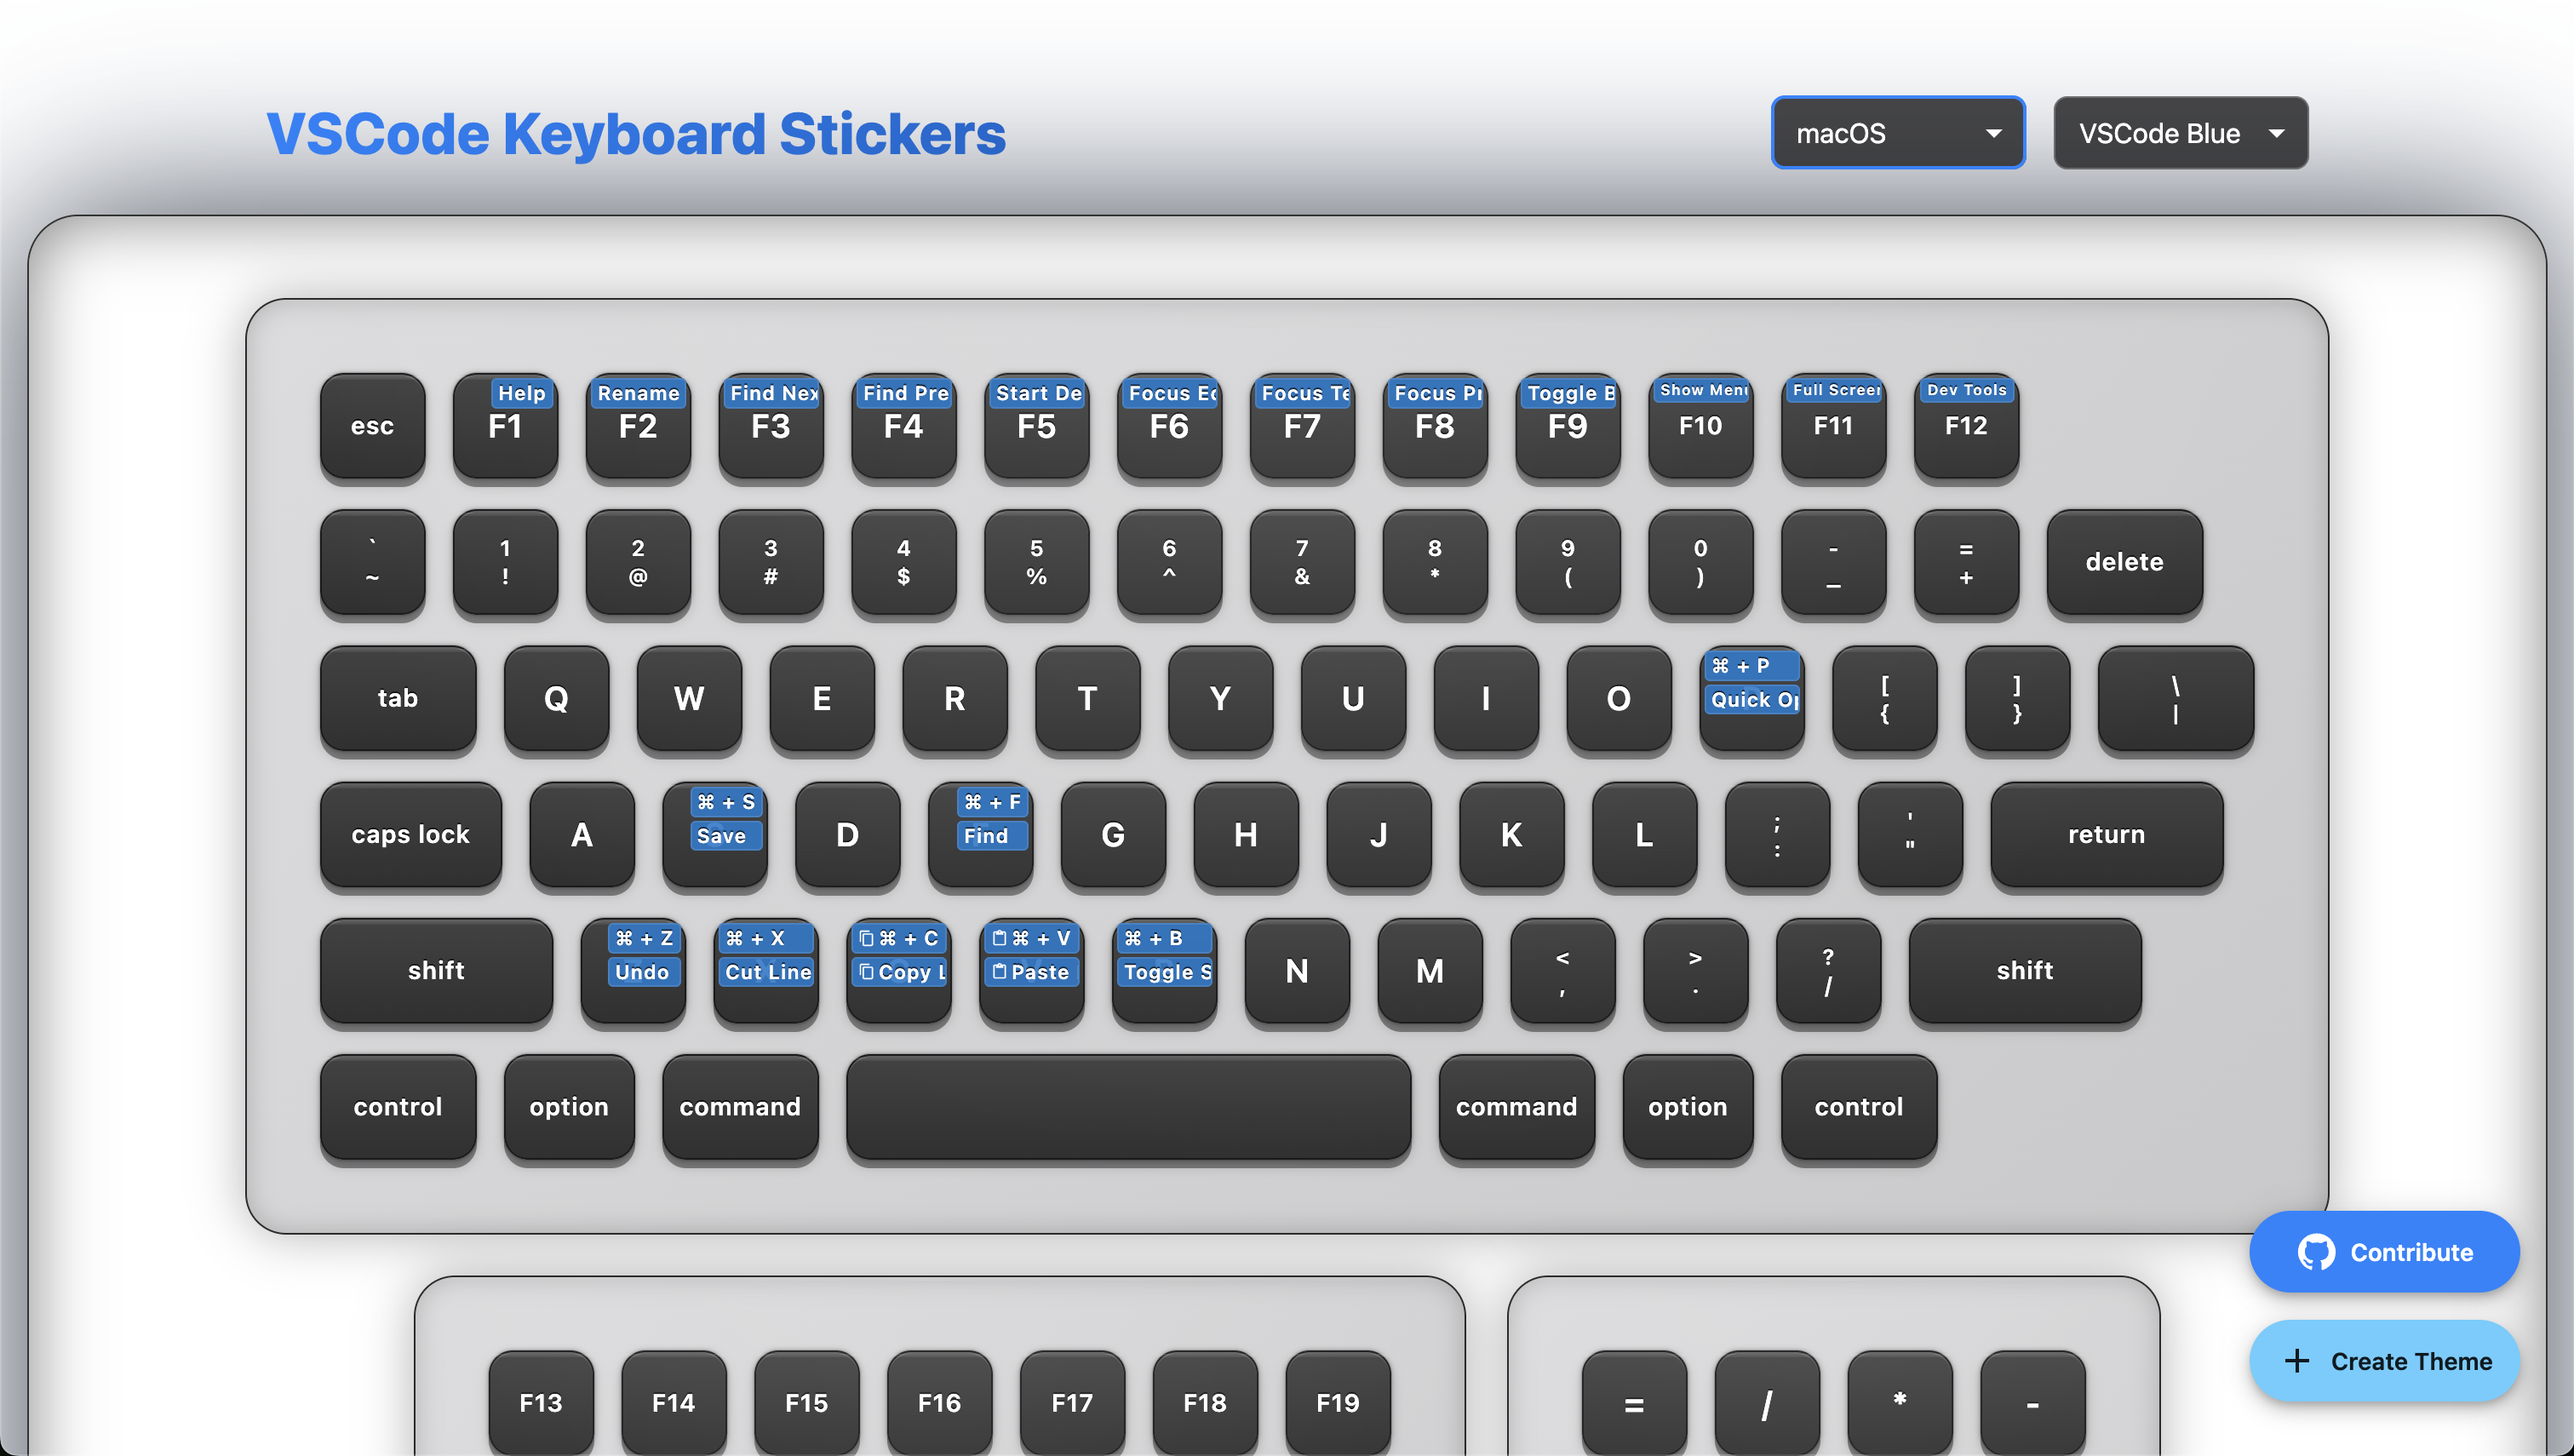 VSCode Keyboard Stickers
macOS
VSCode Blue
esc
Help
F1
Rename
F2
Find Nex
F3
Find Pre
F4
Start De
F5
Focus Ec
F6
Focus Te
F7
Focus Pr
F8
Toggle B
F9
Show Menu
F10
Full Screen
F11
Dev Tools
F12
`
~
1
!
2
@
3
#
4
$
5
%
6
^
7
&
8
*
9
(
0
)
-
_
=
+
delete
tab
Q
W
E
R
T
Y
U
I
O
⌘ + P
Quick Op
[
{
]
}
\
|
caps lock
A
⌘ + S
Save
D
⌘ + F
Find
G
H
J
K
L
;
:
'
"
return
shift
⌘ + Z
Undo
⌘ + X
Cut Line
⌘ + C
Copy L
⌘ + V
Paste
⌘ + B
Toggle S
N
M
<
,
>
.
?
/
shift
control
option
command
command
option
control
Contribute
+ Create Theme
F13
F14
F15
F16
F17
F18
F19
=
/
*
-